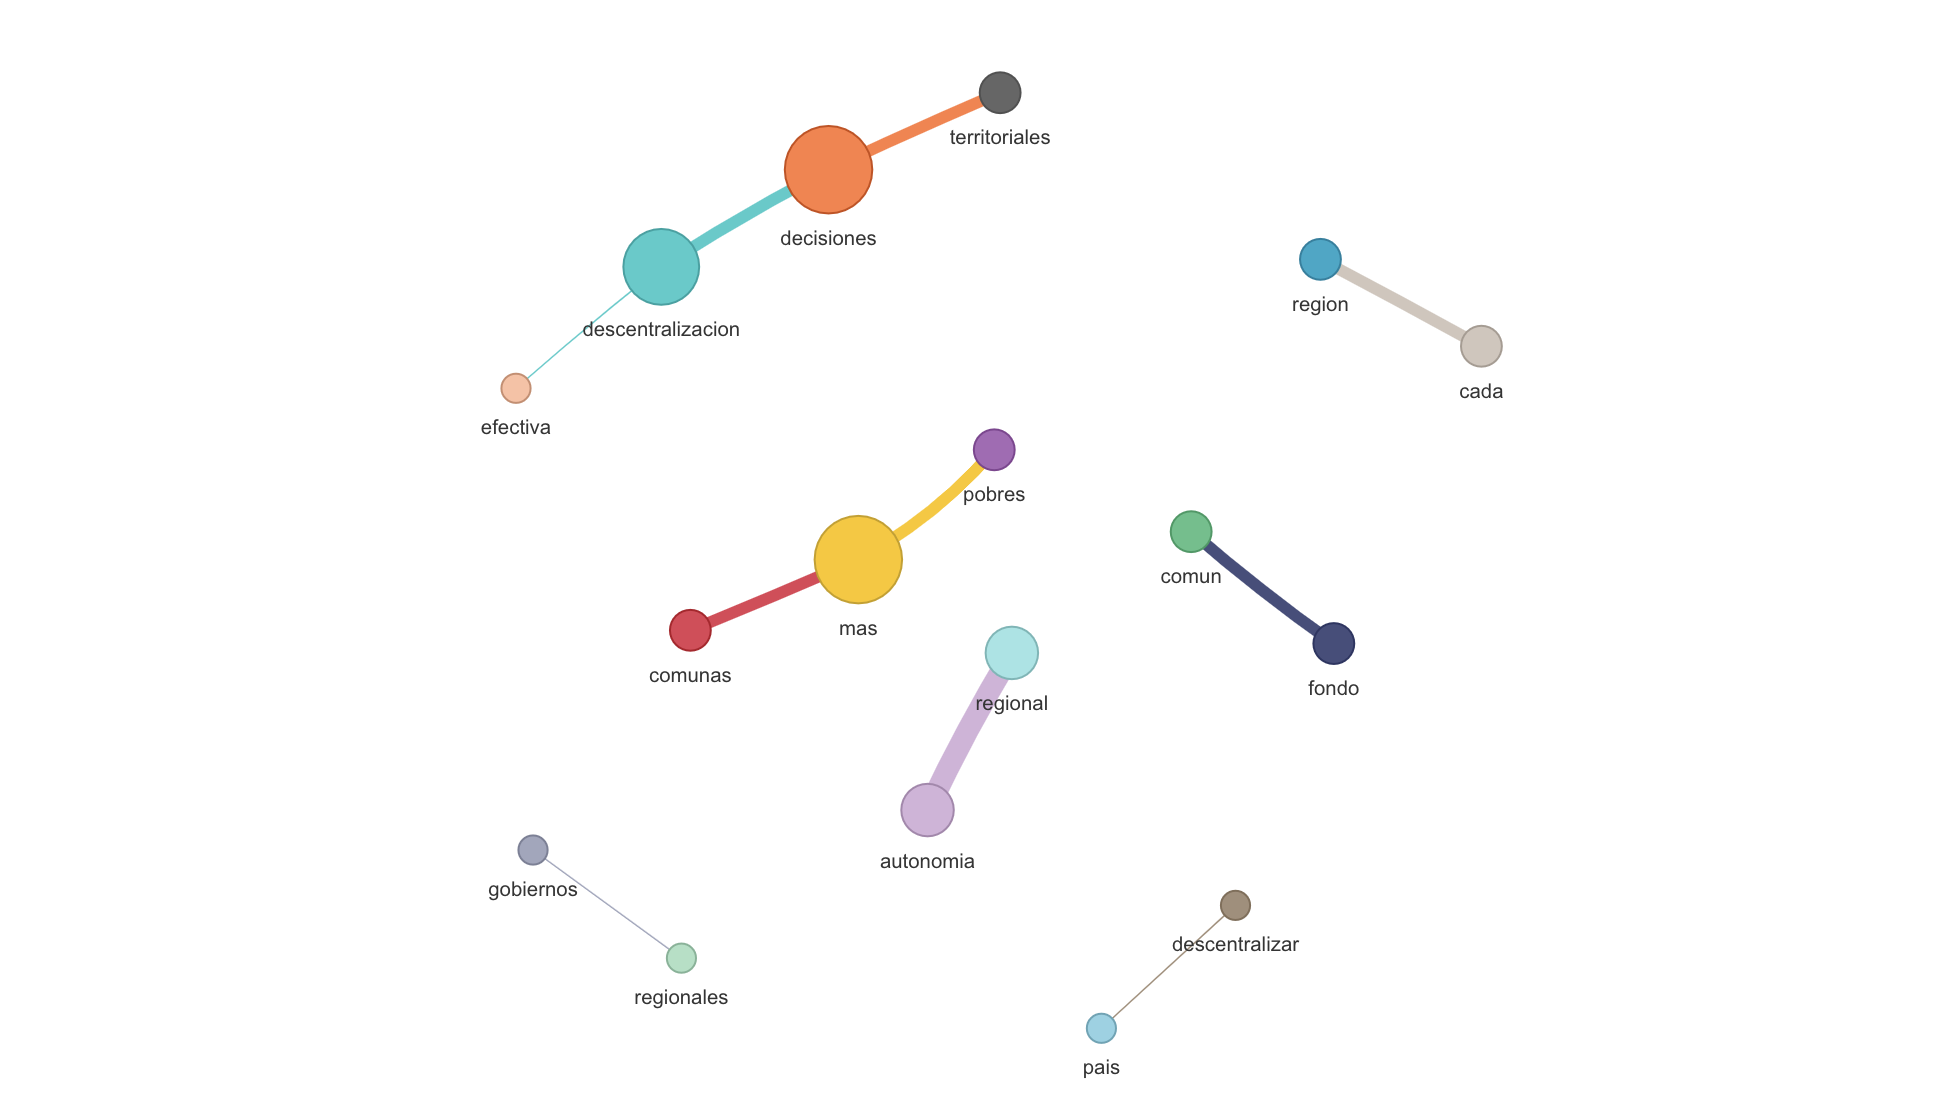 territoriales
decisiones
region
descentralizacion
cada
efectiva
pobres
comun
mas
comunas
fondo
regional
autonomia
gobiernos
descentralizar
regionales
pais